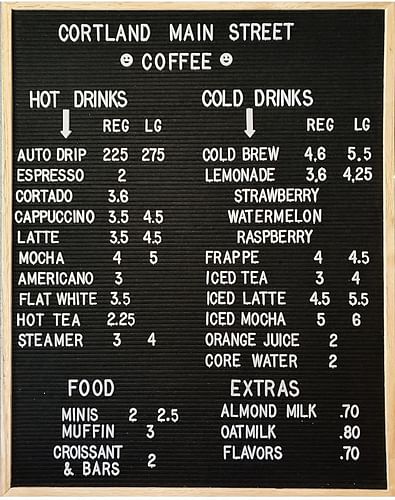 CORTLAND MAIN STREET
☻ COFFEE ☻
HOT DRINKS
REG LG
AUTO DRIP 225 275
ESPRESSO 2
CORTADO 3.6
CAPPUCCINO 3.5 4.5
LATTE 3.5 4.5
MOCHA 4 5
AMERICANO 3
FLAT WHITE 3.5
HOT TEA 2.25
STEAMER 3 4
COLD DRINKS
REG LG
COLD BREW 4,6 5.5
LEMONADE 3,6 4,25
STRAWBERRY
WATERMELON
RASPBERRY
FRAPPE 4 4.5
ICED TEA 3 4
ICED LATTE 4.5 5.5
ICED MOCHA 5 6
ORANGE JUICE 2
CORE WATER 2
FOOD
MINIS 2 2.5
MUFFIN 3
CROISSANT
& BARS 2
EXTRAS
ALMOND MILK .70
OATMILK .80
FLAVORS .70